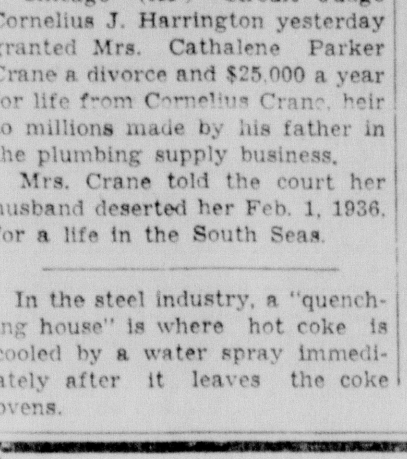 Cornelius J. Harrington yesterday
granted Mrs. Cathalene Parker
Crane a divorce and $25,000 a year
for life from Cornelius Crane, heir
to millions made by his father in
the plumbing supply business.
Mrs. Crane told the court her
husband deserted her Feb. 1, 1936,
for a life in the South Seas.
In the steel industry, a "quench-
ing house" is where hot coke is
cooled by a water spray immedi-
ately after it leaves the coke
ovens.